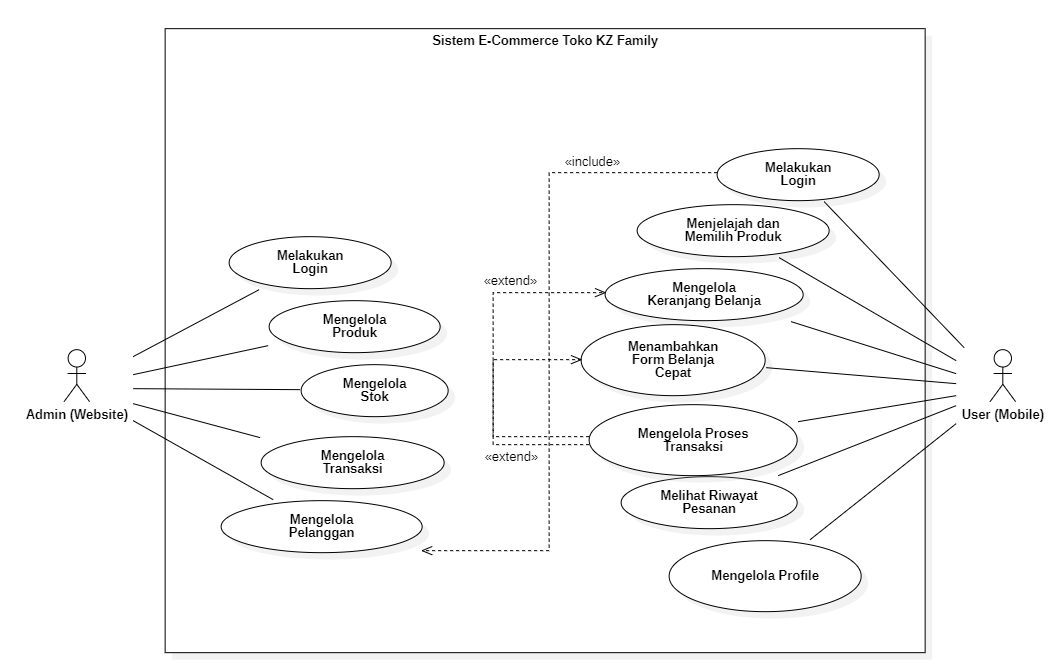 Sistem E-Commerce Toko KZ Family
«include»
Melakukan
Login
Menjelajah dan
Memilih Produk
Melakukan
Login
«extend»
Mengelola
Keranjang Belanja
Mengelola
Produk
Menambahkan
Form Belanja
Cepat
Mengelola
Stok
Admin (Website)
User (Mobile)
Mengelola Proses
Transaksi
«extend»
Mengelola
Transaksi
Melihat Riwayat
Pesanan
Mengelola
Pelanggan
Mengelola Profile